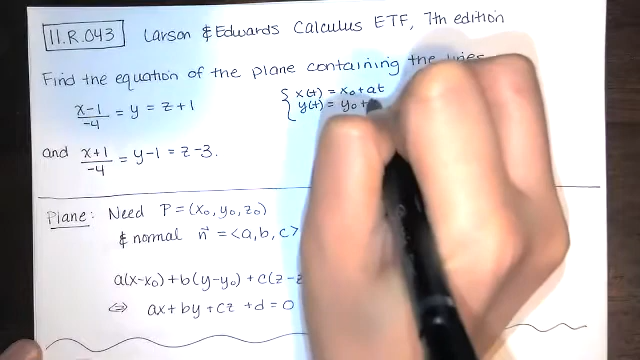 11.R.043 Larson & Edwards Calculus ETF, 7th edition
Find the equation of the plane containing the lines
x-1/-4 = y = z+1
{ x(t) = x₀+at
y(t) = y₀+
and x+1/-4 = y-1 = z-3.
Plane: Need P=(x₀,y₀,z₀)
& normal n⃗ = <a,b,c>
a(x-x₀)+b(y-y₀)+c(z-z
⇔ ax+by+cz+d=0